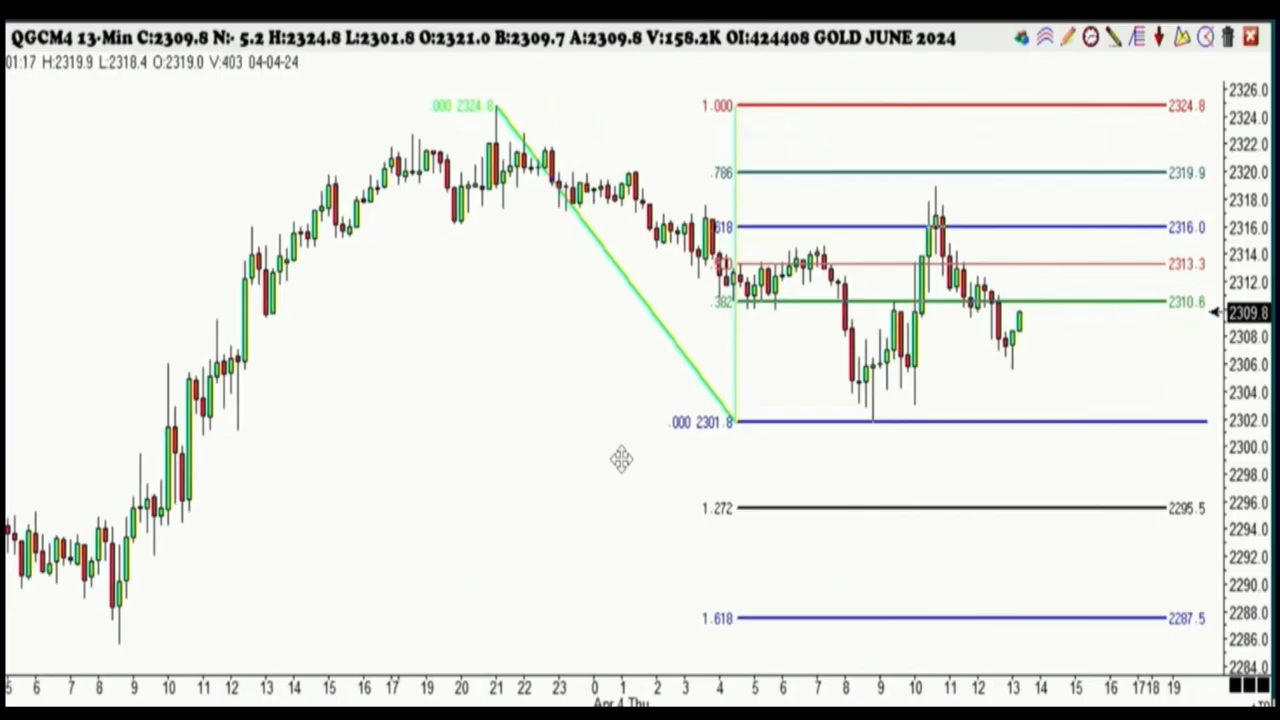 QGCM4 13-Min C:2309.8 N:- 5.2 H:2324.8 L:2301.8 O:2321.0 B:2309.7 A:2309.8 V:158.2K OI:424408 GOLD JUNE 2024
01:17 H:2319.9 L:2318.4 O:2319.0 V:403 04-04-24
2326.0
.000 2324.8 1.000 2324.8
2324.0
2322.0
.786 2319.9 2320.0
2318.0
.618 2316.0 2316.0
2314.0
2313.3
2312.0
.382 2310.6
2309.8
2308.0
2306.0
2304.0
.000 2301.8 2302.0
2300.0
2298.0
2296.0
1.272 2295.5
2294.0
2292.0
2290.0
2288.0
1.618 2287.5
2286.0
2284.0
5 6 7 8 9 10 11 12 13 14 15 16 17 19 20 21 22 23 0 1 2 3 4 5 6 7 8 9 10 11 12 13 14 15 16 1718 19
Apr 4 Thu